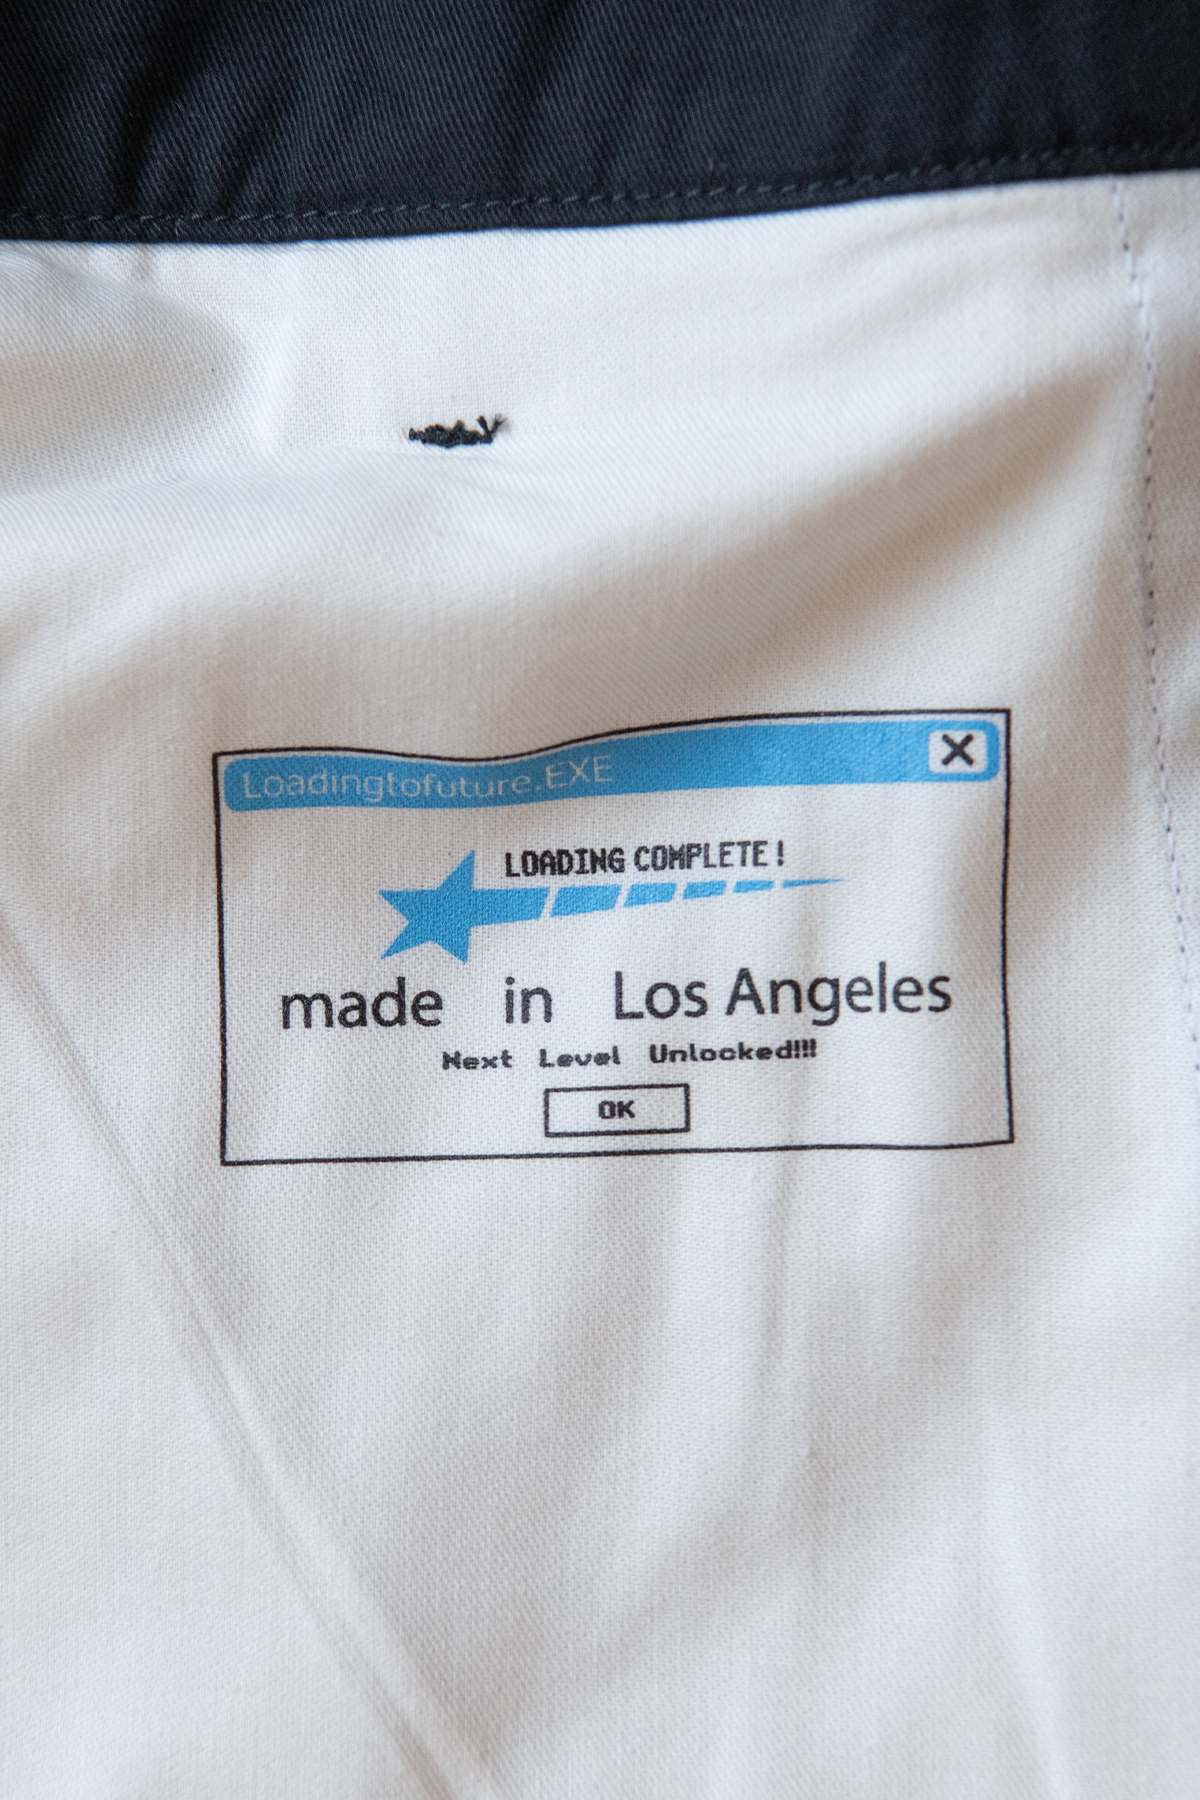 Loadingtofuture.EXE
LOADING COMPLETE!
made in Los Angeles
Next Level Unlocked!!!
OK